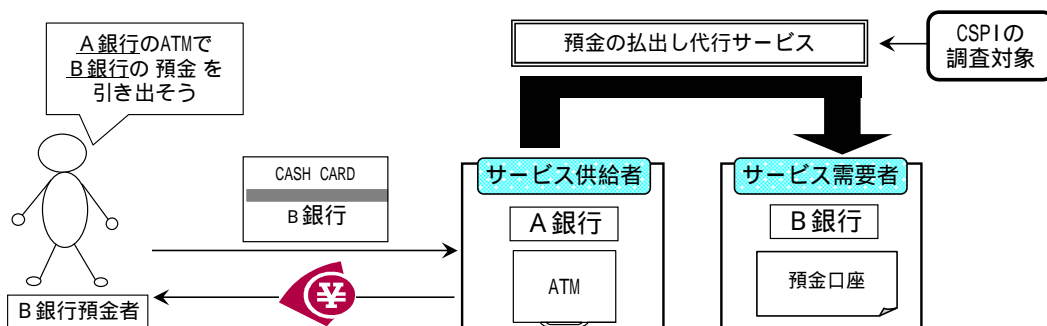 A銀行のATMで
B銀行の 預金 を
引き出そう
預金の払出し代行サービス
CSPIの
調査対象
CASH CARD
B銀行
サービス供給者
サービス需要者
A銀行
B銀行
ATM
預金口座
¥
B銀行預金者